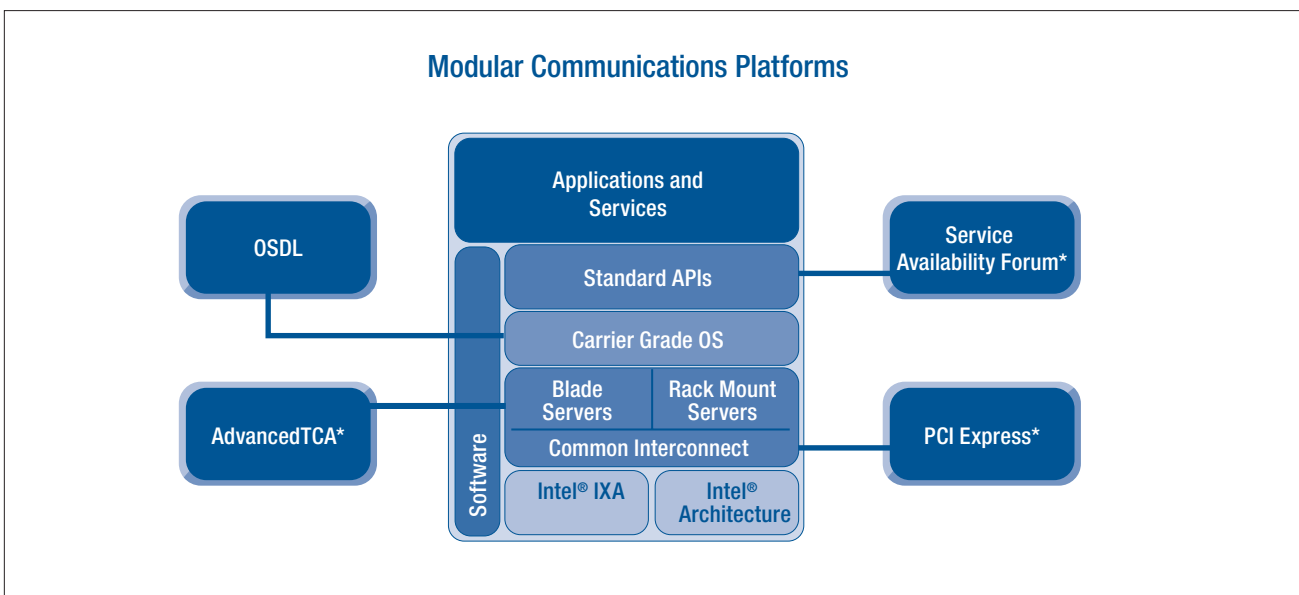 Modular Communications Platforms
Applications and
Services
OSDL
Service
Availability Forum*
Standard APIs
Carrier Grade OS
Blade
Servers
Rack Mount
Servers
AdvancedTCA*
PCI Express*
Common Interconnect
Software
Intel® IXA
Intel®
Architecture